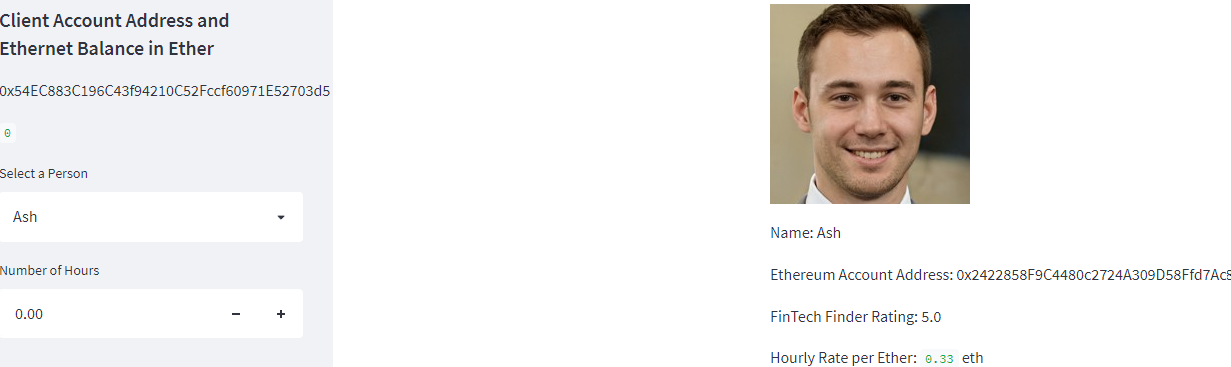 Client Account Address and
Ethernet Balance in Ether
0x54EC883C196C43f94210C52Fccf60971E52703d5
0
Select a Person
Ash
Number of Hours
0.00
Name: Ash
Ethereum Account Address: 0x2422858F9C4480c2724A309D58Ffd7Ac8
FinTech Finder Rating: 5.0
Hourly Rate per Ether: 0.33 eth